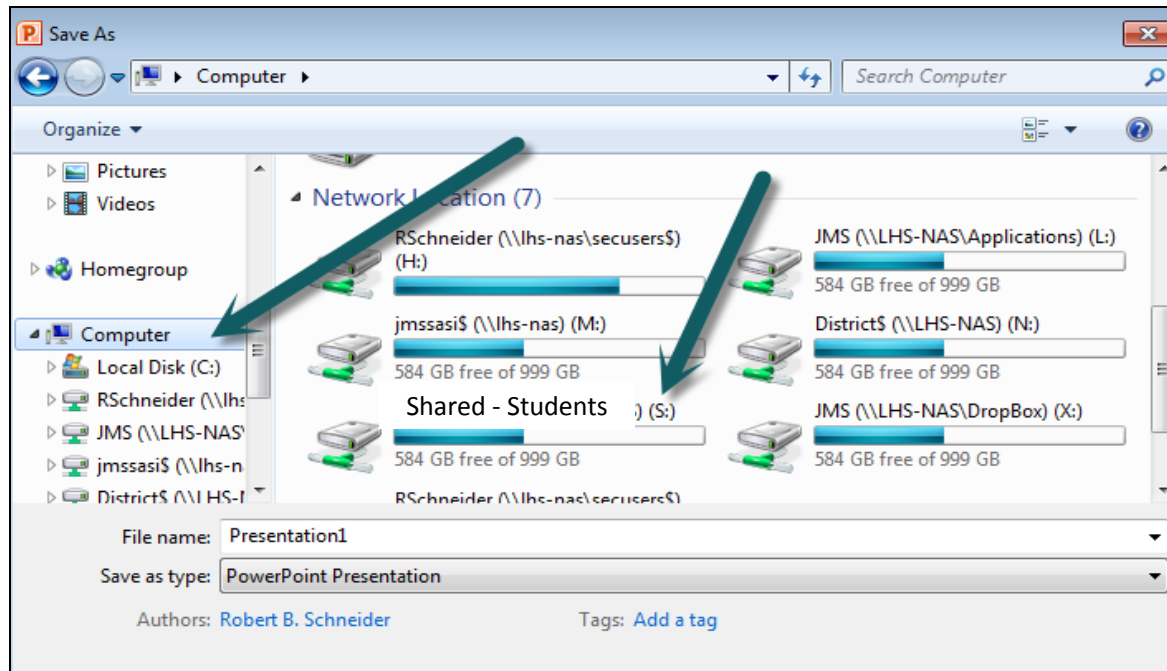 Save As
Computer
Search Computer
Organize
Pictures
Videos
Homegroup
Computer
Local Disk (C:)
RSchneider (\\lhs
JMS (\\LHS-NAS\
jmssasi$ (\\lhs-n
District$ (\\LHS-
Network Location (7)
RSchneider (\\lhs-nas\secusers$)
(H:)
JMS (\\LHS-NAS\Applications) (L:)
584 GB free of 999 GB
jmssasi$ (\\lhs-nas) (M:)
584 GB free of 999 GB
District$ (\\LHS-NAS) (N:)
584 GB free of 999 GB
Shared - Students ) (S:)
584 GB free of 999 GB
JMS (\\LHS-NAS\DropBox) (X:)
584 GB free of 999 GB
RSchneider (\\lhs-nas\secusers$)
File name: Presentation1
Save as type: PowerPoint Presentation
Authors: Robert B. Schneider Tags: Add a tag